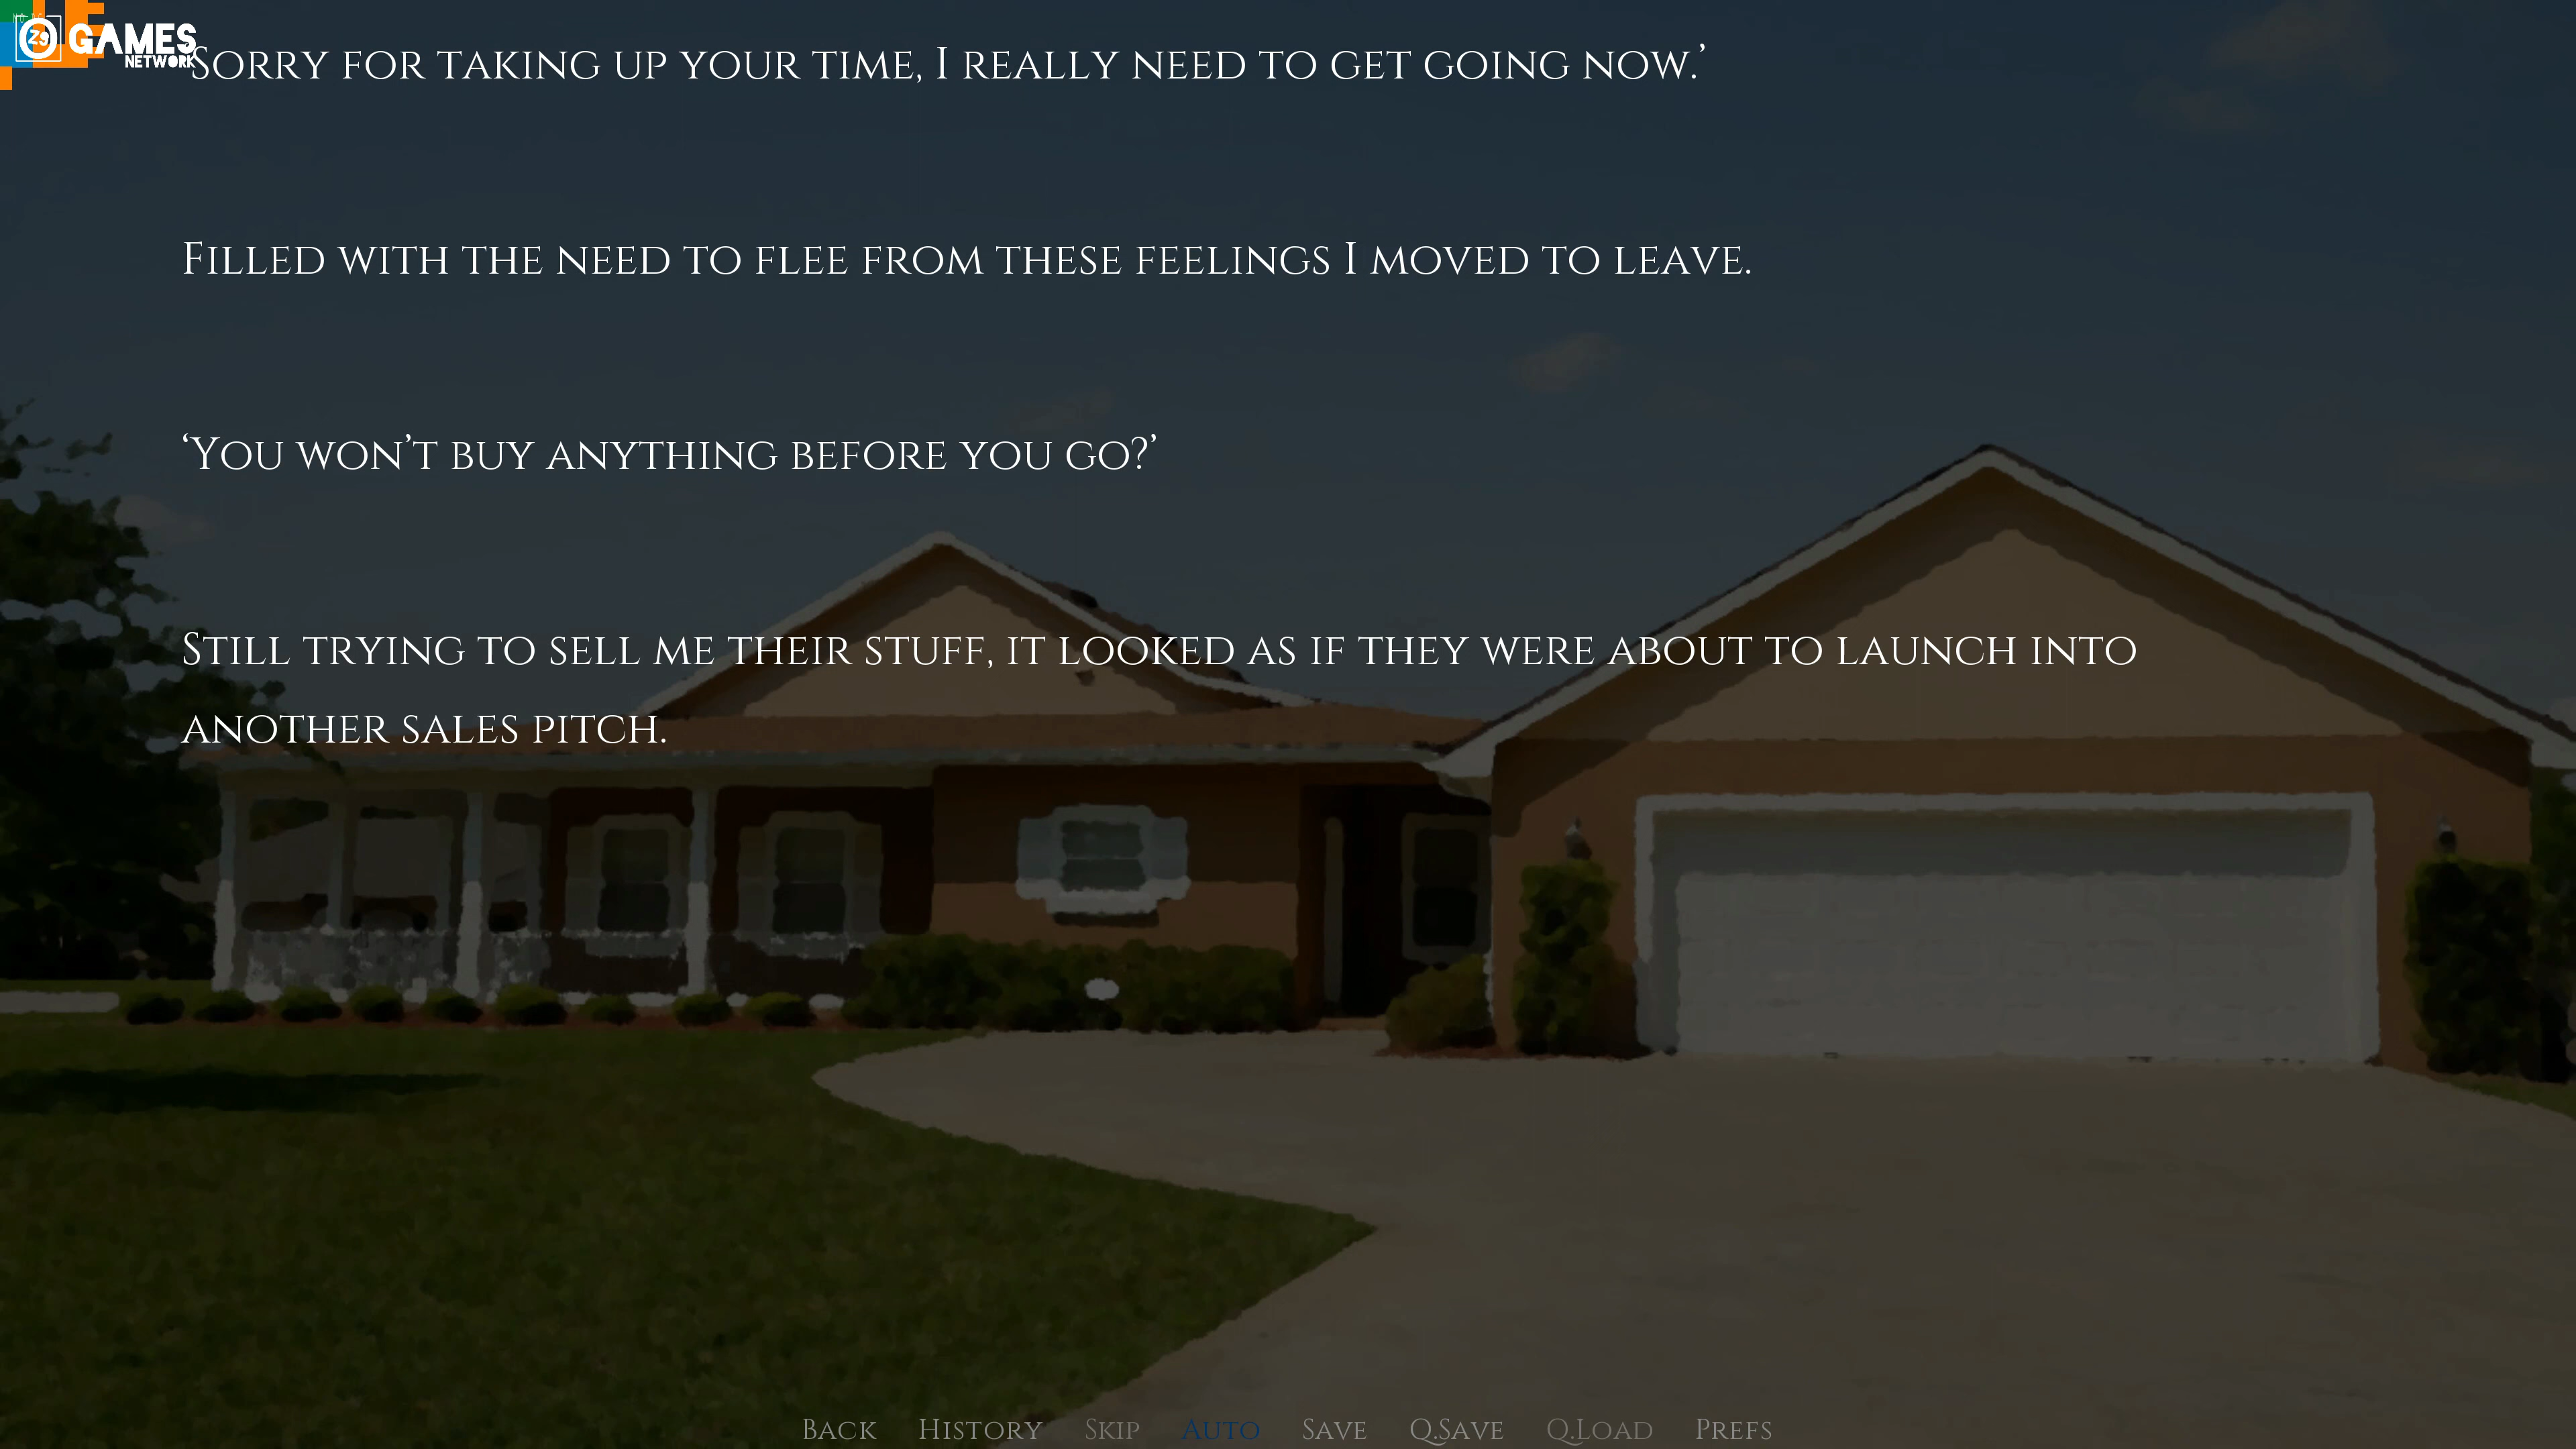 GAMES
NETWORK
Sorry for taking up your time, I really need to get going now.’
Filled with the need to flee from these feelings I moved to leave.
‘You won’t buy anything before you go?’
Still trying to sell me their stuff, it looked as if they were about to launch into
another sales pitch.
Back History Skip Auto Save Q.Save Q.Load Prefs